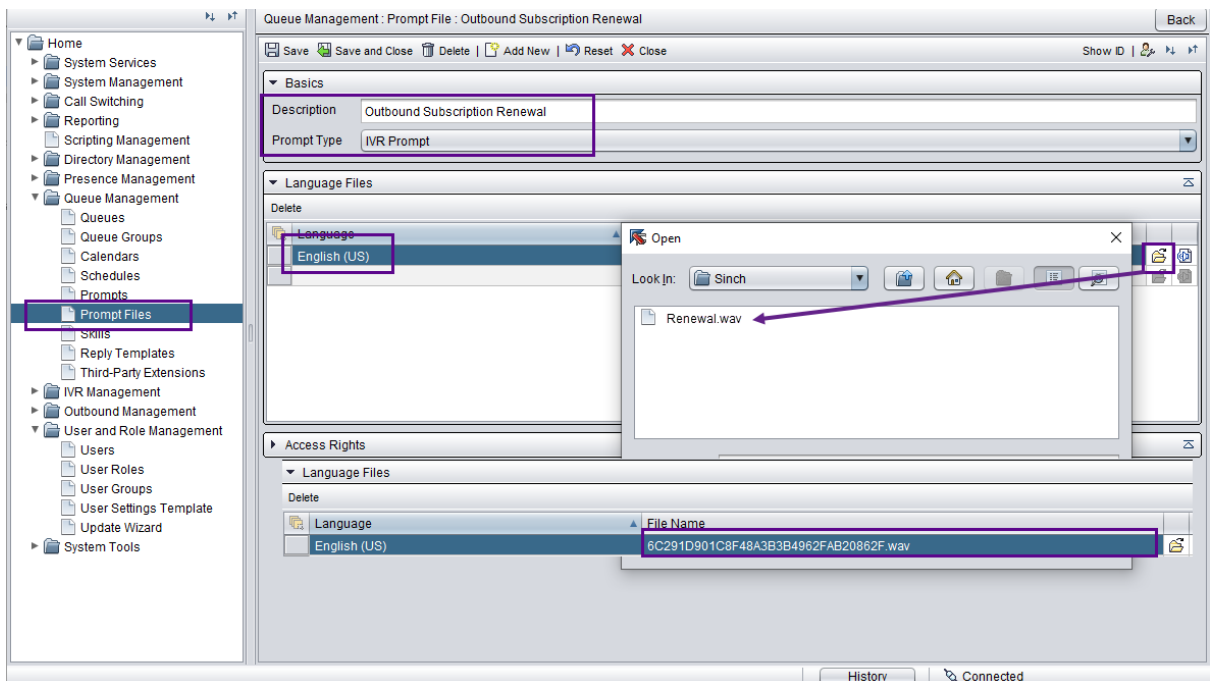 Queue Management : Prompt File : Outbound Subscription Renewal
Back
Home
System Services
System Management
Call Switching
Reporting
Scripting Management
Directory Management
Presence Management
Queue Management
Queues
Queue Groups
Calendars
Schedules
Prompts
Prompt Files
Skills
Reply Templates
Third-Party Extensions
IVR Management
Outbound Management
User and Role Management
Users
User Roles
User Groups
User Settings Template
Update Wizard
System Tools
Save Save and Close Delete | Add New | Reset Close
Show ID |
Basics
Description Outbound Subscription Renewal
Prompt Type IVR Prompt
Language Files
Delete
Language
English (US)
Open
Look In: Sinch
Renewal.wav
Access Rights
Language Files
Delete
Language File Name
English (US) 6C291D901C8F48A3B3B4962FAB20862F.wav
History Connected